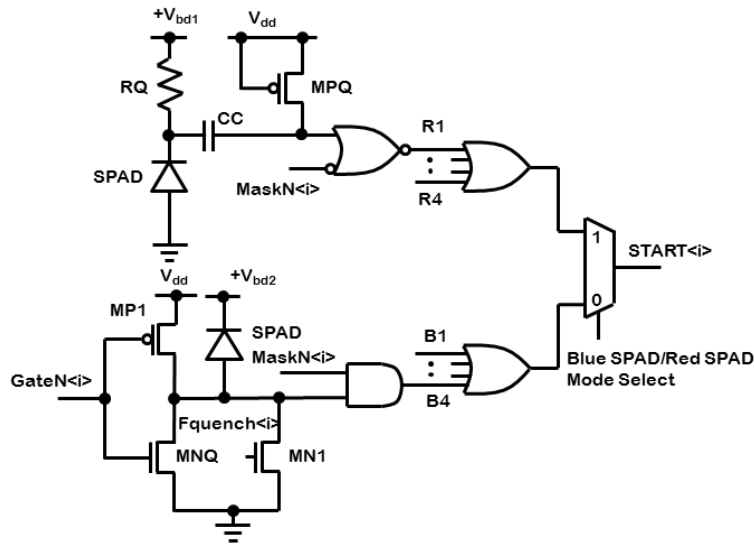 +Vbd1
Vdd
RQ
MPQ
CC
R1
SPAD
MaskN<i>
R4
1
START<i>
Vdd
+Vbd2
0
MP1
SPAD
B1
MaskN<i>
Blue SPAD/Red SPAD
Mode Select
GateN<i>
B4
Fquench<i>
MNQ
MN1